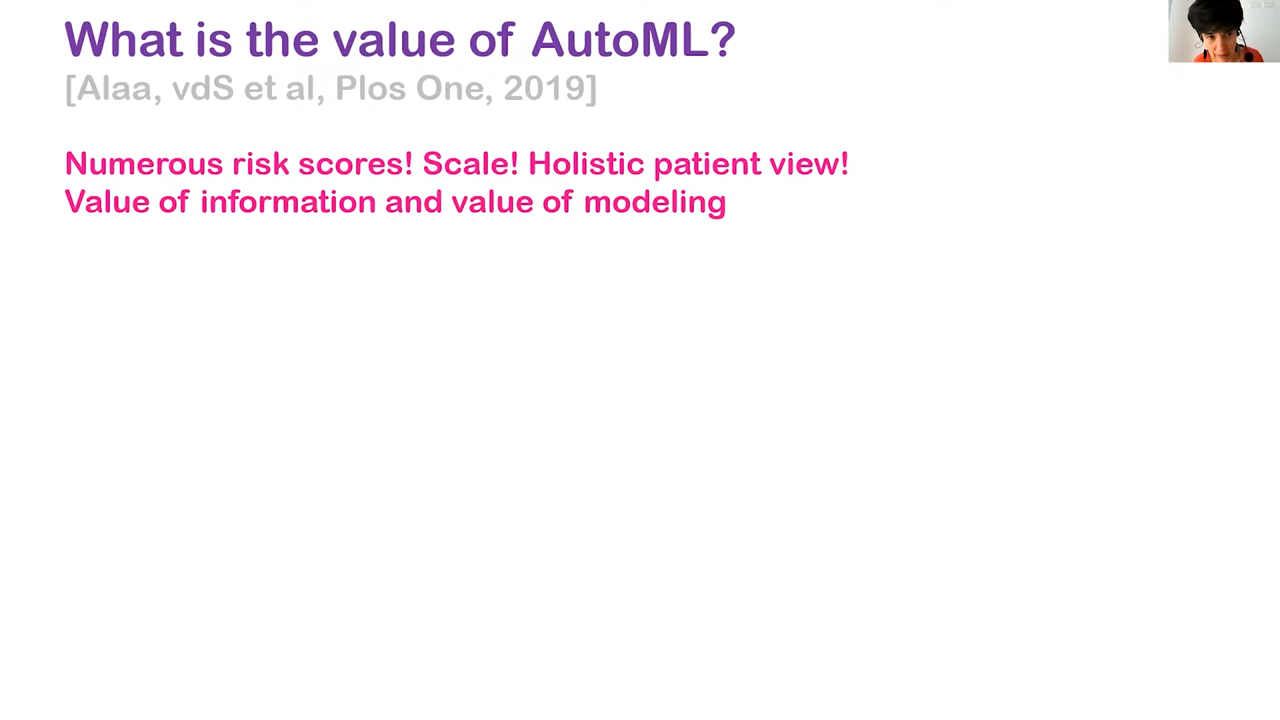 What is the value of AutoML?
[Alaa, vdS et al, Plos One, 2019]
Numerous risk scores! Scale! Holistic patient view!
Value of information and value of modeling